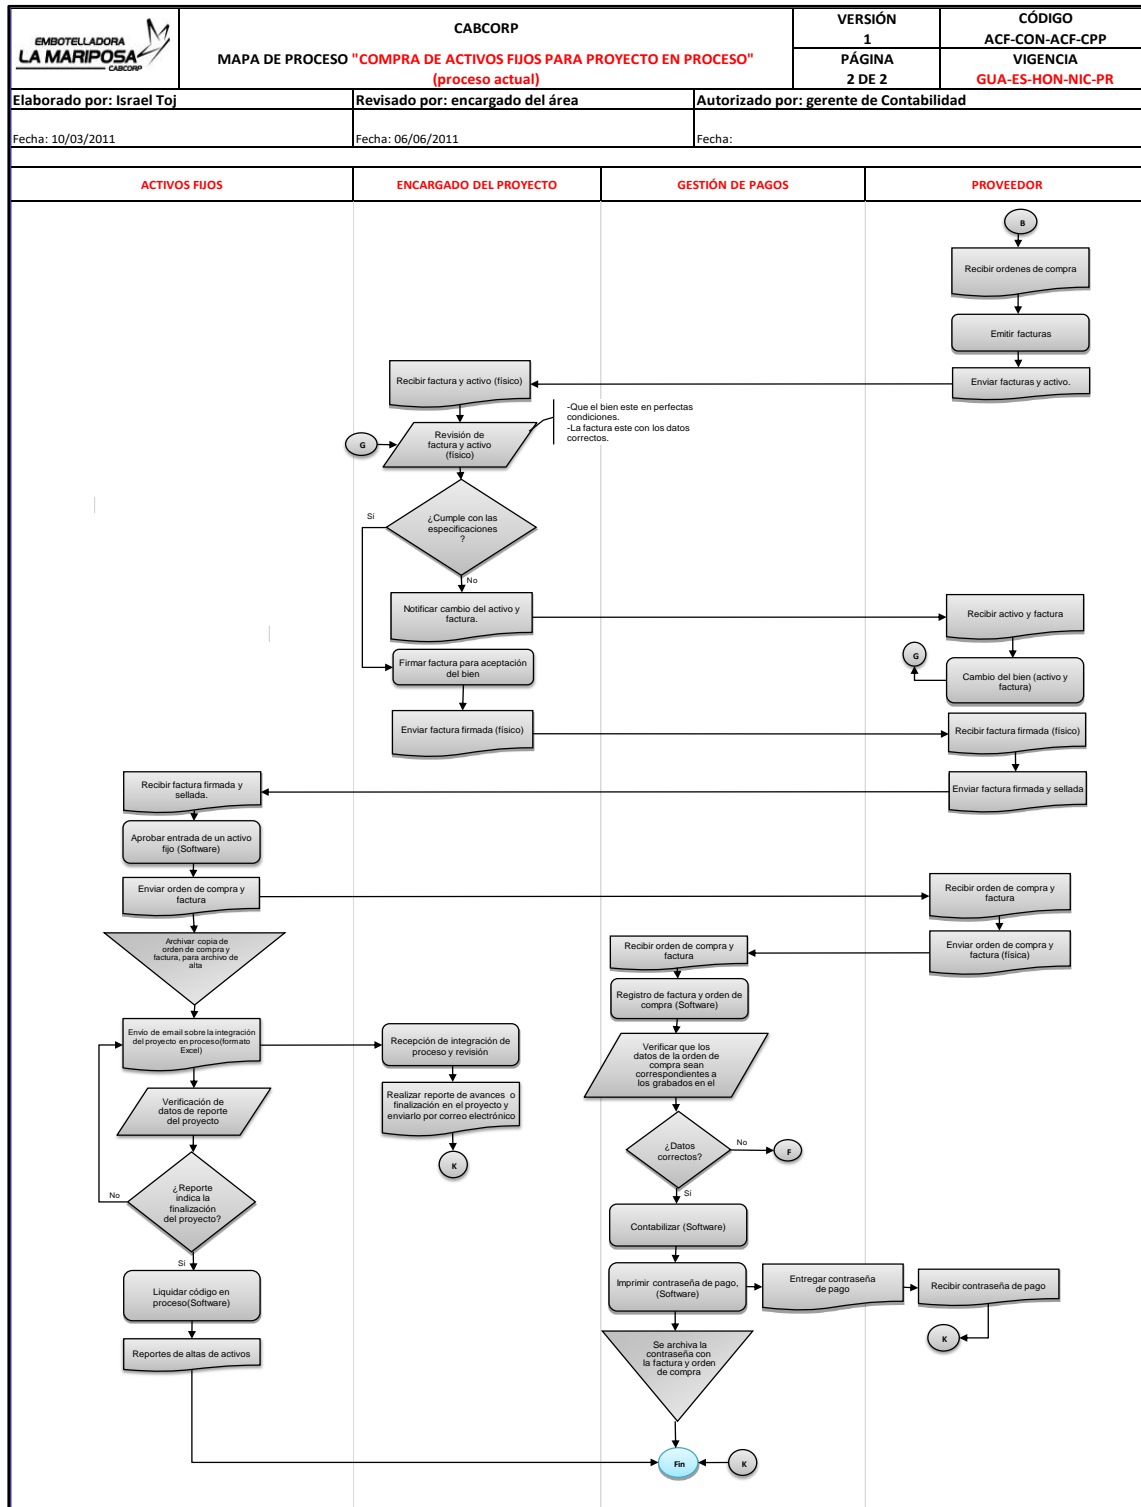 EMBOTELLADORA
LA MARIPOSA
CABCORP
CABCORP
MAPA DE PROCESO "COMPRA DE ACTIVOS FIJOS PARA PROYECTO EN PROCESO"
(proceso actual)
VERSIÓN
1
PÁGINA
2 DE 2
CÓDIGO
ACF-CON-ACF-CPP
VIGENCIA
GUA-ES-HON-NIC-PR
Elaborado por: Israel Toj
Revisado por: encargado del área
Autorizado por: gerente de Contabilidad
Fecha: 10/03/2011
Fecha: 06/06/2011
Fecha:
ACTIVOS FIJOS
ENCARGADO DEL PROYECTO
GESTIÓN DE PAGOS
PROVEEDOR
B
Recibir ordenes de compra
Emitir facturas
Enviar facturas y activo.
Recibir factura y activo (físico)
-Que el bien este en perfectas
condiciones.
-La factura este con los datos
correctos.
G
Revisión de
factura y activo
(físico)
¿Cumple con las
especificaciones
?
Sí
No
Notificar cambio del activo y
factura.
Recibir activo y factura
G
Cambio del bien (activo y
factura)
Firmar factura para aceptación
del bien
Enviar factura firmada (físico)
Recibir factura firmada (físico)
Enviar factura firmada y sellada
Recibir factura firmada y
sellada.
Aprobar entrada de un activo
fijo (Software)
Enviar orden de compra y
factura
Recibir orden de compra y
factura
Archivar copia de
orden de compra y
factura, para archivo de
alta
Enviar orden de compra y
factura (física)
Recibir orden de compra y
factura
Registro de factura y orden de
compra (Software)
Envío de email sobre la integración
del proyecto en proceso(formato
Excel)
Recepción de integración de
proceso y revisión
Verificar que los
datos de la orden de
compra sean
correspondientes a
los grabados en el
Verificación de
datos de reporte
del proyecto
Realizar reporte de avances o
finalización en el proyecto y
enviarlo por correo electrónico
K
¿Datos
correctos?
No
F
Sí
¿Reporte
indica la
finalización
del proyecto?
No
Sí
Contabilizar (Software)
Liquidar código en
proceso(Software)
Imprimir contraseña de pago,
(Software)
Entregar contraseña
de pago
Recibir contraseña de pago
K
Reportes de altas de activos
Se archiva la
contraseña con
la factura y orden
de compra
Fin
K